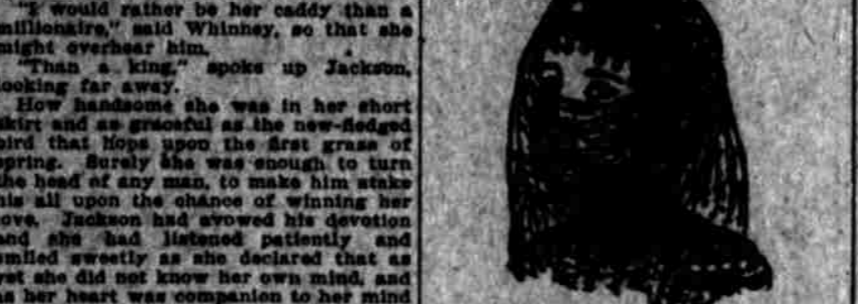 "I would rather be her caddy than a
millionaire," said Whinhey, so that she
might overhear him.
"Than a king," spoke up Jackson,
looking far away.
How handsome she was in her short
skirt and as graceful as the new-fledged
bird that hops upon the first grass of
spring. Surely she was enough to turn
the head of any man, to make him stake
his all upon the chance of winning her
love. Jackson had avowed his devotion
and she had listened patiently and
smiled sweetly as she declared that as
yet she did not know her own mind, and
as her heart was companion to her mind